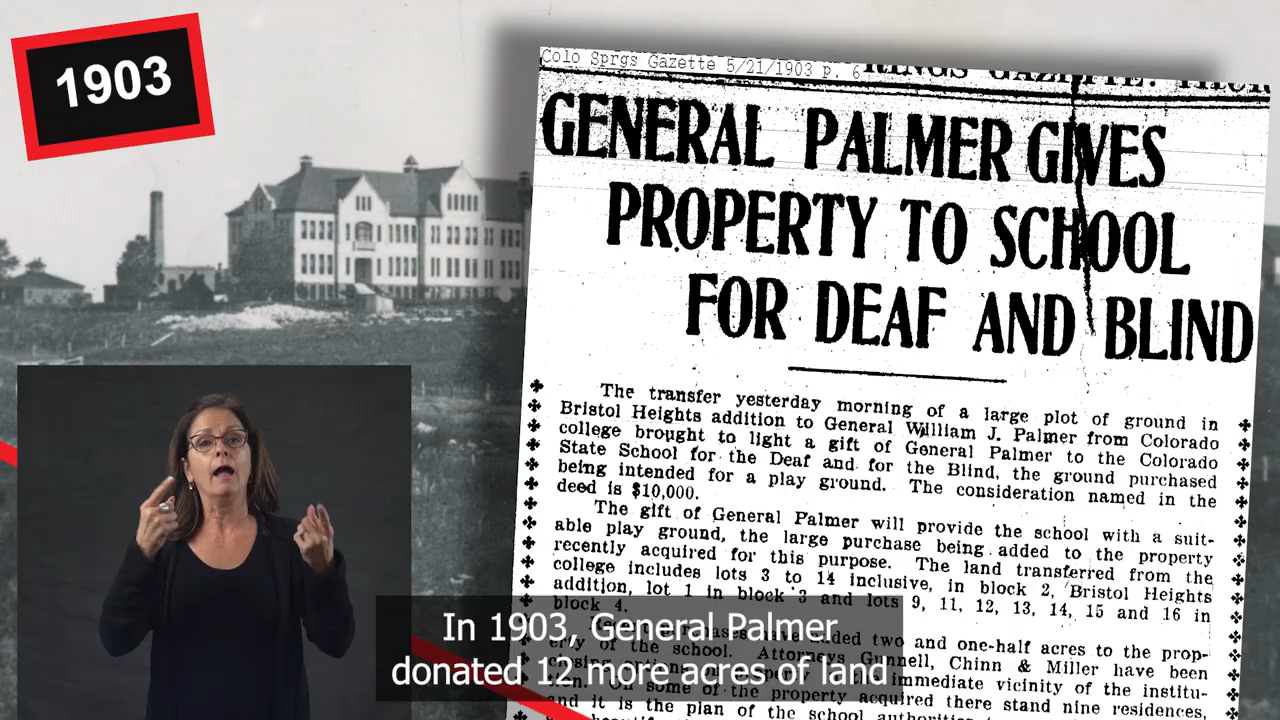 1903
Colo Sprgs Gazette 5/21/1903 p. 6
GENERAL PALMER GIVES
PROPERTY TO SCHOOL
FOR DEAF AND BLIND
The transfer yesterday morning of a large plot of ground in
Bristol Heights addition to General William J. Palmer from Colorado
college brought to light a gift of General Palmer to the Colorado
State School for the Deaf and for the Blind, the ground purchased
being intended for a play ground. The consideration named in the
deed is $10,000.
The gift of General Palmer will provide the school with a suit-
able play ground, the large purchase being added to the property
recently acquired for this purpose. The land transferred from the
college includes lots 3 to 14 inclusive, in block 2, Bristol Heights
addition, lot 1 in block 3 and lots 9, 11, 12, 13, 14, 15 and 16 in
block 4.
added two and one-half acres to the prop-
erty of the school. Attorneys Gunnell, Chinn & Miller have been
immediate vicinity of the institu-
tion. On some of the property acquired there stand nine residences,
and it is the plan of the school authorities
In 1903, General Palmer
donated 12 more acres of land